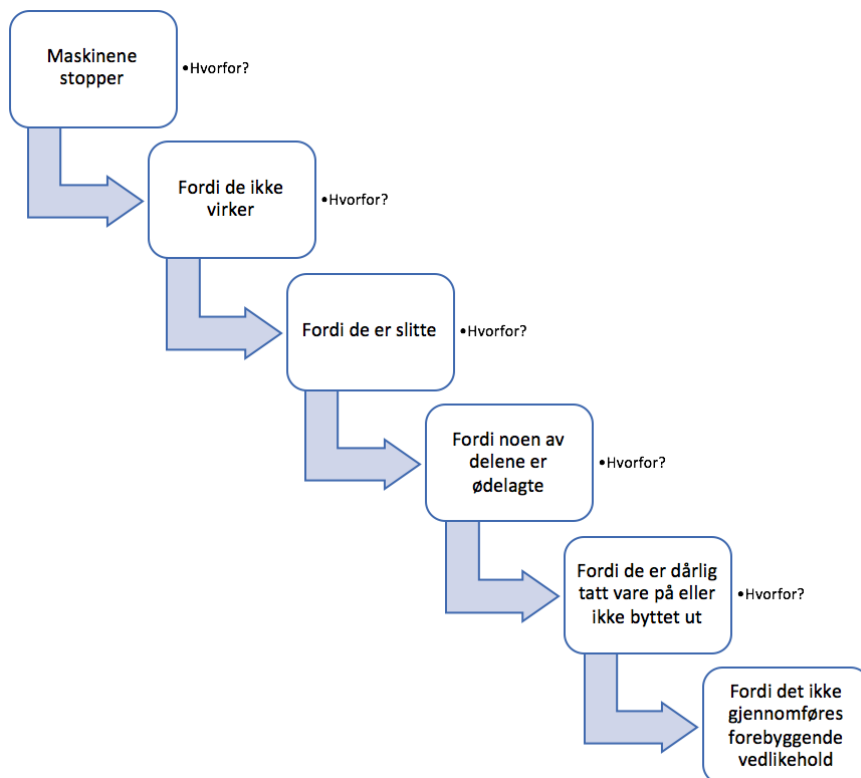 Maskinene
stopper
•Hvorfor?
Fordi de ikke
virker
•Hvorfor?
Fordi de er slitte
•Hvorfor?
Fordi noen av
delene er
ødelagte
•Hvorfor?
Fordi de er dårlig
tatt vare på eller
ikke byttet ut
•Hvorfor?
Fordi det ikke
gjennomføres
forebyggende
vedlikehold